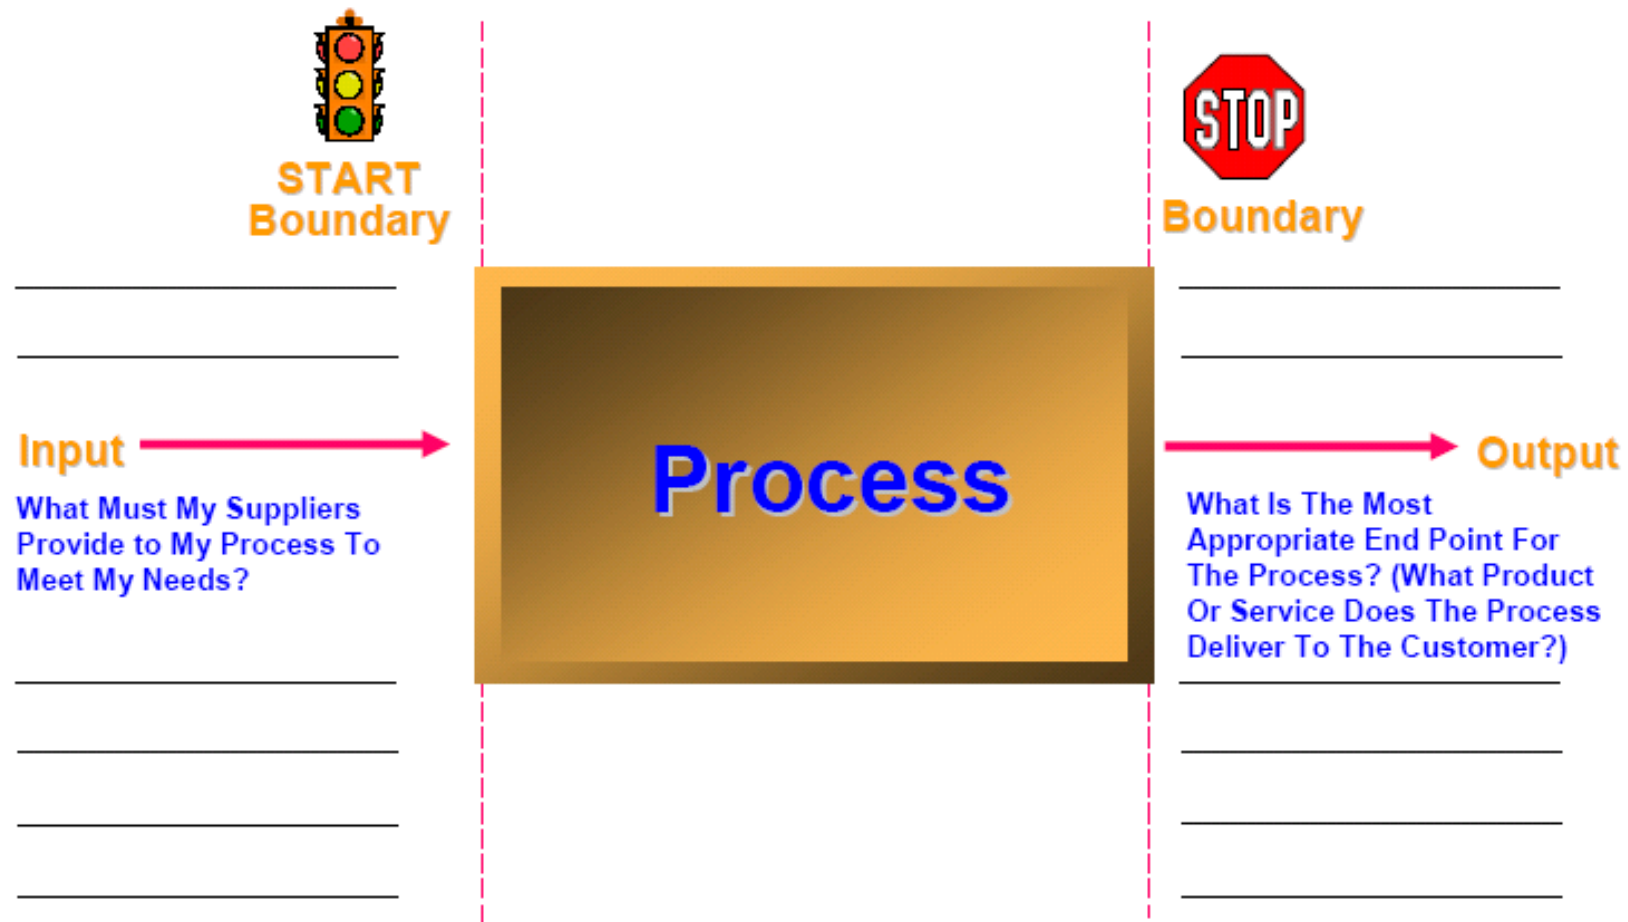 START
Boundary
STOP
Boundary
Input
What Must My Suppliers
Provide to My Process To
Meet My Needs?
Process
Output
What Is The Most
Appropriate End Point For
The Process? (What Product
Or Service Does The Process
Deliver To The Customer?)